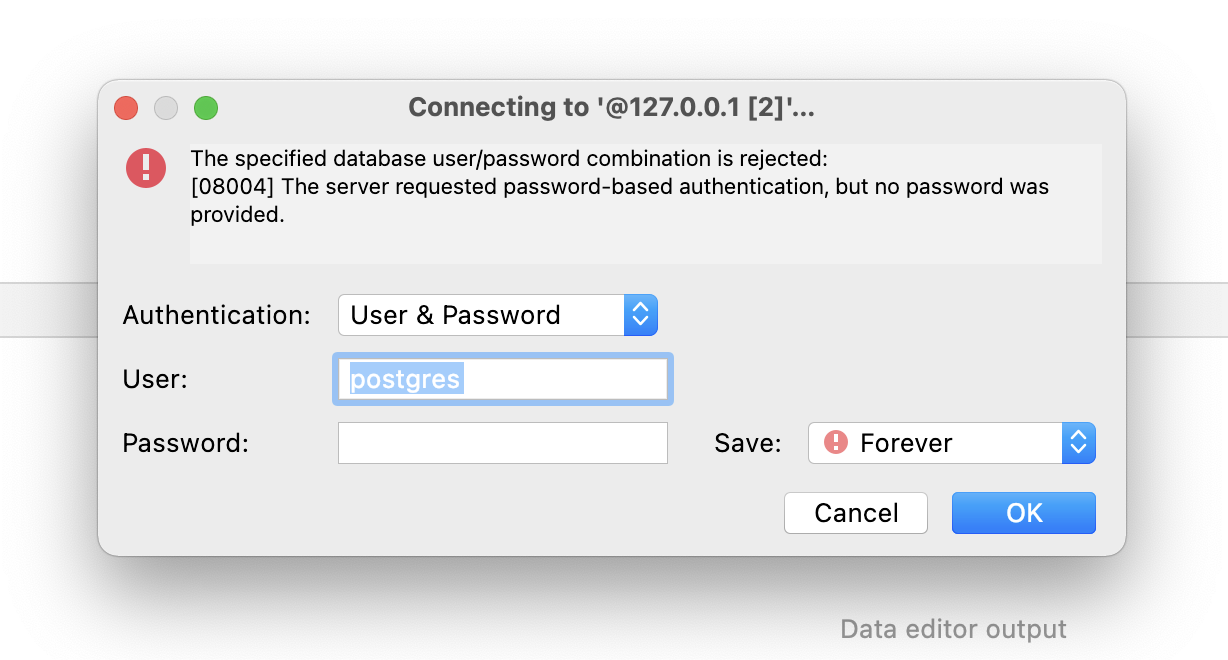 Connecting to '@127.0.0.1 [2]'...
The specified database user/password combination is rejected:
[08004] The server requested password-based authentication, but no password was
provided.
Authentication: User & Password
User: postgres
Password: Save: Forever
Cancel OK
Data editor output